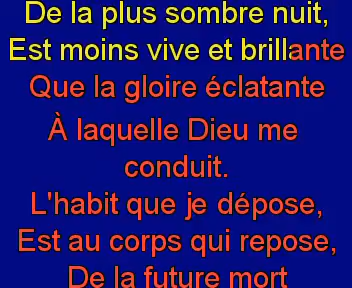 De la plus sombre nuit,
Est moins vive et brillante
Que la gloire éclatante
À laquelle Dieu me
conduit.
L'habit que je dépose,
Est au corps qui repose,
De la future mort